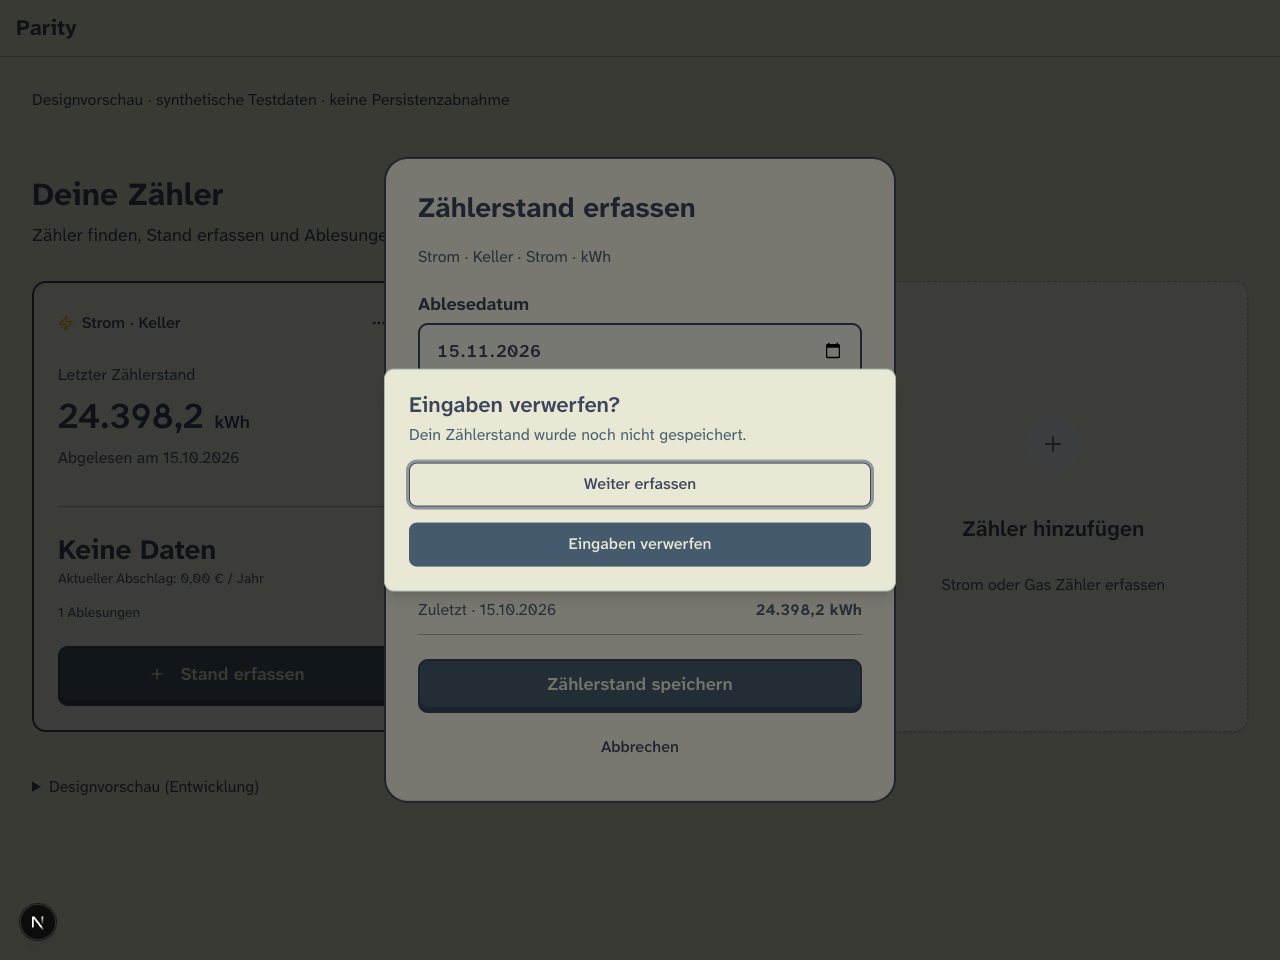 Parity
Designvorschau · synthetische Testdaten · keine Persistenzabnahme
Deine Zähler
Zähler finden, Stand erfassen und
Strom · Keller
...
Letzter Zählerstand
24.398,2 kWh
Abgelesen am 15.10.2026
Keine Daten
Aktueller Abschlag: 0,00 € / Jahr
1 Ablesungen
+ Stand erfassen
Designvorschau (Entwicklung)
Zählerstand erfassen
Strom · Keller · Strom · kWh
Ablesedatum
15.11.2026
Eingaben verwerfen?
Dein Zählerstand wurde noch nicht gespeichert.
Weiter erfassen
Eingaben verwerfen
Zuletzt · 15.10.2026 24.398,2 kWh
Zählerstand speichern
Abbrechen
+
Zähler hinzufügen
Strom oder Gas Zähler erfassen
N